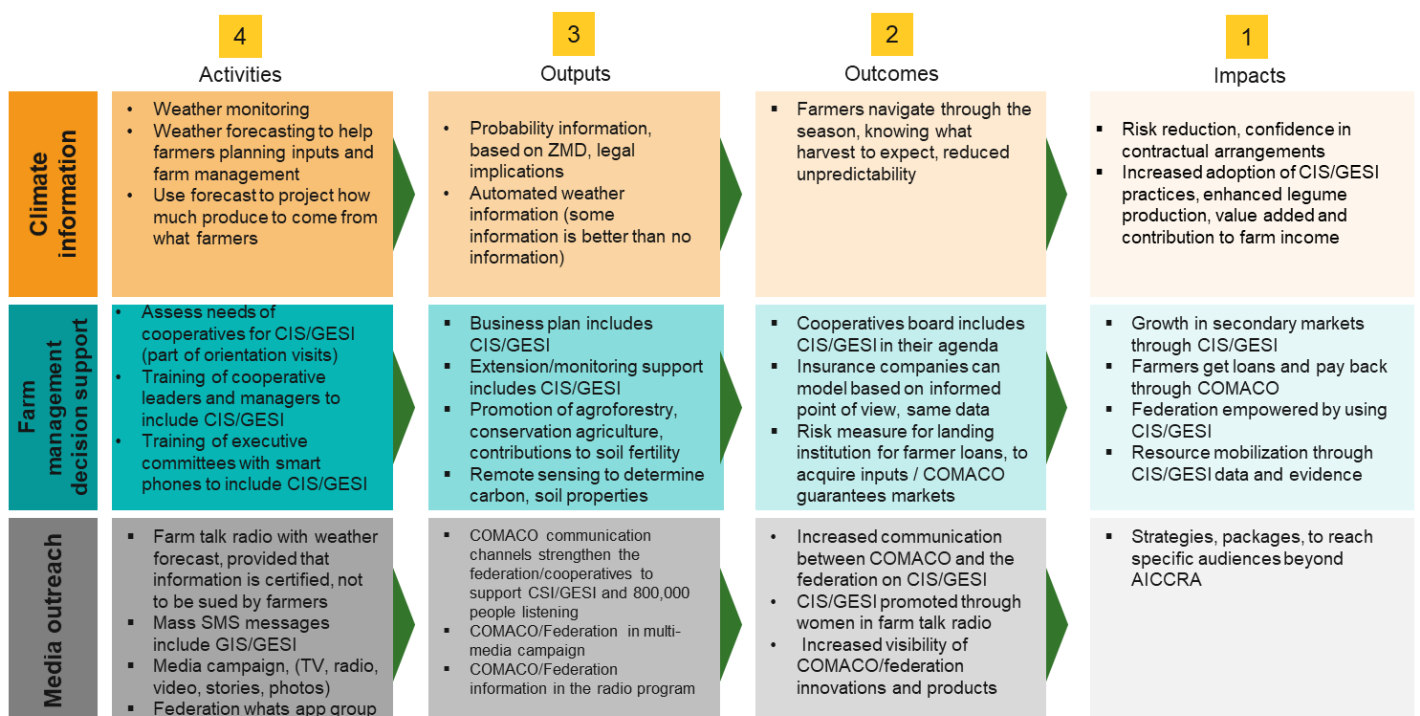 4
Activities
3
Outputs
2
Outcomes
1
Impacts
Climate
information
• Weather monitoring
• Weather forecasting to help
farmers planning inputs and
farm management
• Use forecast to project how
much produce to come from
what farmers
• Probability information,
based on ZMD, legal
implications
• Automated weather
information (some
information is better than no
information)
▪ Farmers navigate through the
season, knowing what
harvest to expect, reduced
unpredictability
▪ Risk reduction, confidence in
contractual arrangements
▪ Increased adoption of CIS/GESI
practices, enhanced legume
production, value added and
contribution to farm income
Farm
management
decision support
• Assess needs of
cooperatives for CIS/GESI
(part of orientation visits)
• Training of cooperative
leaders and managers to
include CIS/GESI
• Training of executive
committees with smart
phones to include CIS/GESI
▪ Business plan includes
CIS/GESI
▪ Extension/monitoring support
includes CIS/GESI
▪ Promotion of agroforestry,
conservation agriculture,
contributions to soil fertility
▪ Remote sensing to determine
carbon, soil properties
▪ Cooperatives board includes
CIS/GESI in their agenda
▪ Insurance companies can
model based on informed
point of view, same data
▪ Risk measure for landing
institution for farmer loans, to
acquire inputs / COMACO
guarantees markets
▪ Growth in secondary markets
through CIS/GESI
▪ Farmers get loans and pay back
through COMACO
▪ Federation empowered by using
CIS/GESI
▪ Resource mobilization through
CIS/GESI data and evidence
Media outreach
▪ Farm talk radio with weather
forecast, provided that
information is certified, not
to be sued by farmers
▪ Mass SMS messages
include GIS/GESI
▪ Media campaign, (TV, radio,
video, stories, photos)
▪ Federation whats app group
▪ COMACO communication
channels strengthen the
federation/cooperatives to
support CSI/GESI and 800,000
people listening
▪ COMACO/Federation in multi-
media campaign
▪ COMACO/Federation
information in the radio program
• Increased communication
between COMACO and the
federation on CIS/GESI
• CIS/GESI promoted through
women in farm talk radio
• Increased visibility of
COMACO/federation
innovations and products
▪ Strategies, packages, to reach
specific audiences beyond
AICCRA